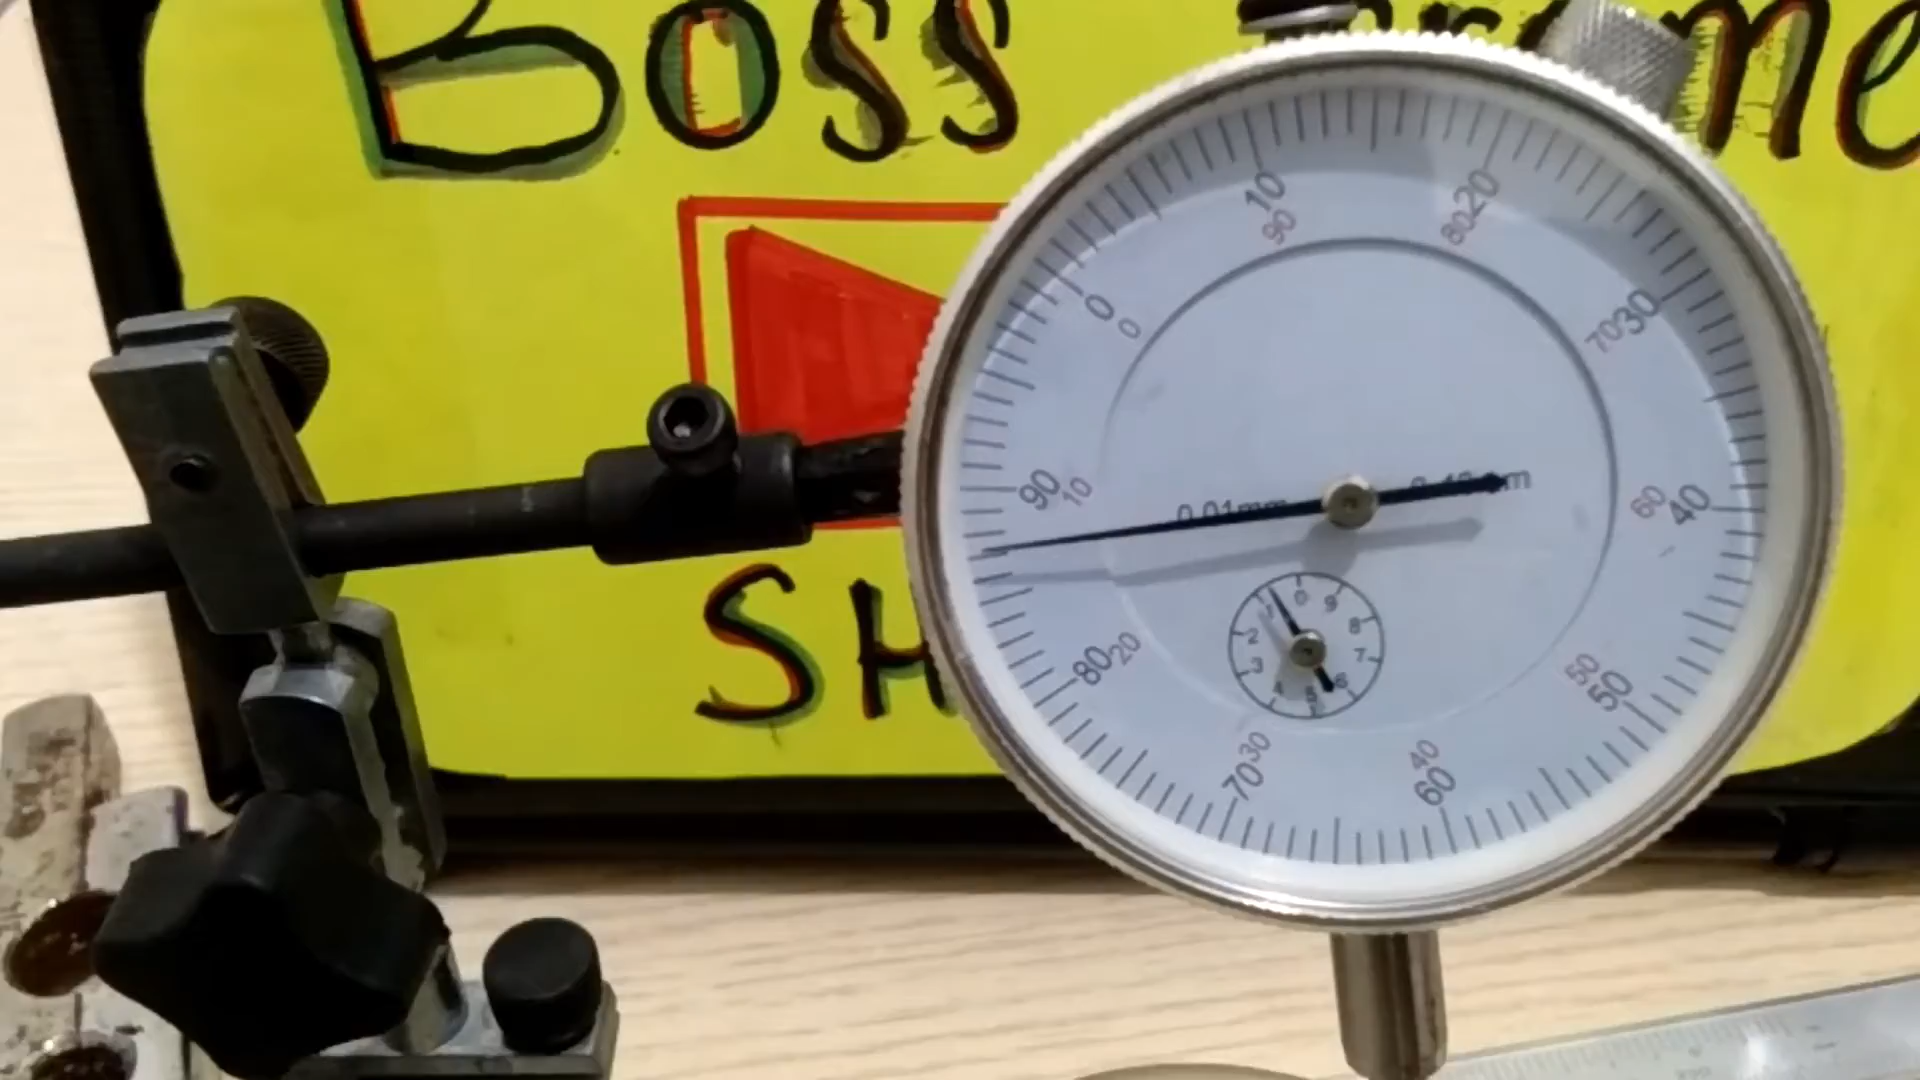 Boss
SH
0 10 20 30 40 50 60 70 80 90
0 90 80 70 60 50 40 30 20 10
0.01mm
0 9 8 7 6 5 4 3 2 1